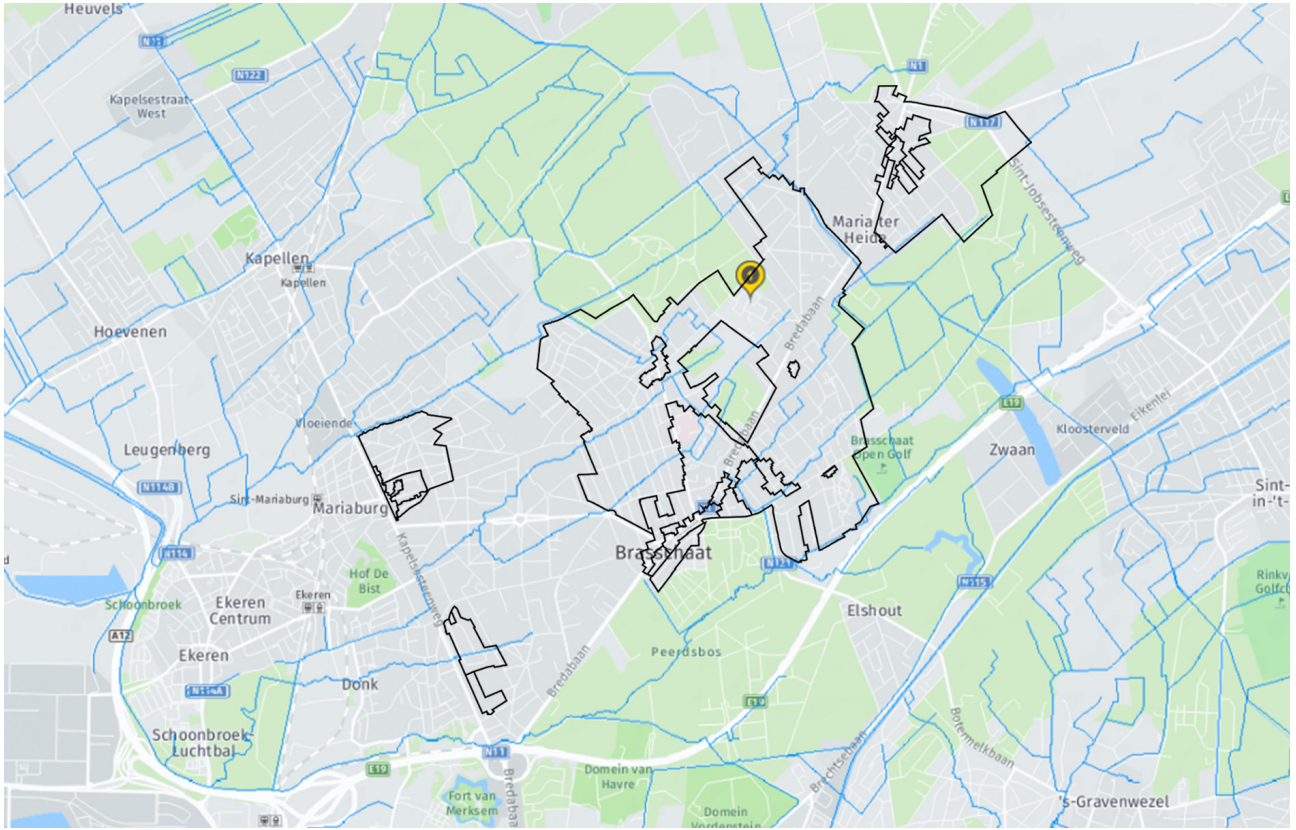 Heuvels
N11
N122
N1
Kapelsestraat-
West
N117
Sint-Jobsesteenweg
Maria ter
Heide
Kapellen
Kapellen
Hoevenen
Bredabaan
E19
Eikenlei
Vloeiende
Kloosterveld
Leugenberg
Bredabaan
Brasschaat
Open Golf
Zwaan
N114B
Sint-Mariaburg
Mariaburg
Sint-
in-'t-
N114
Brasschaat
N121
Kapelsesteenweg
d
Hof De
Bist
N115
Rinkv
Golfcl
Schoonbroek
Ekeren
Centrum
Ekeren
Elshout
A12
Ekeren
Peerdsbos
Bredabaan
Donk
N114A
E19
Botermelkbaan
Schoonbroek-
Luchtbal
N11
Brechtsebaan
E19
Domein van
Havre
Bredabaan
Fort van
Merksem
's-Gravenwezel
Domein
Vordenstein